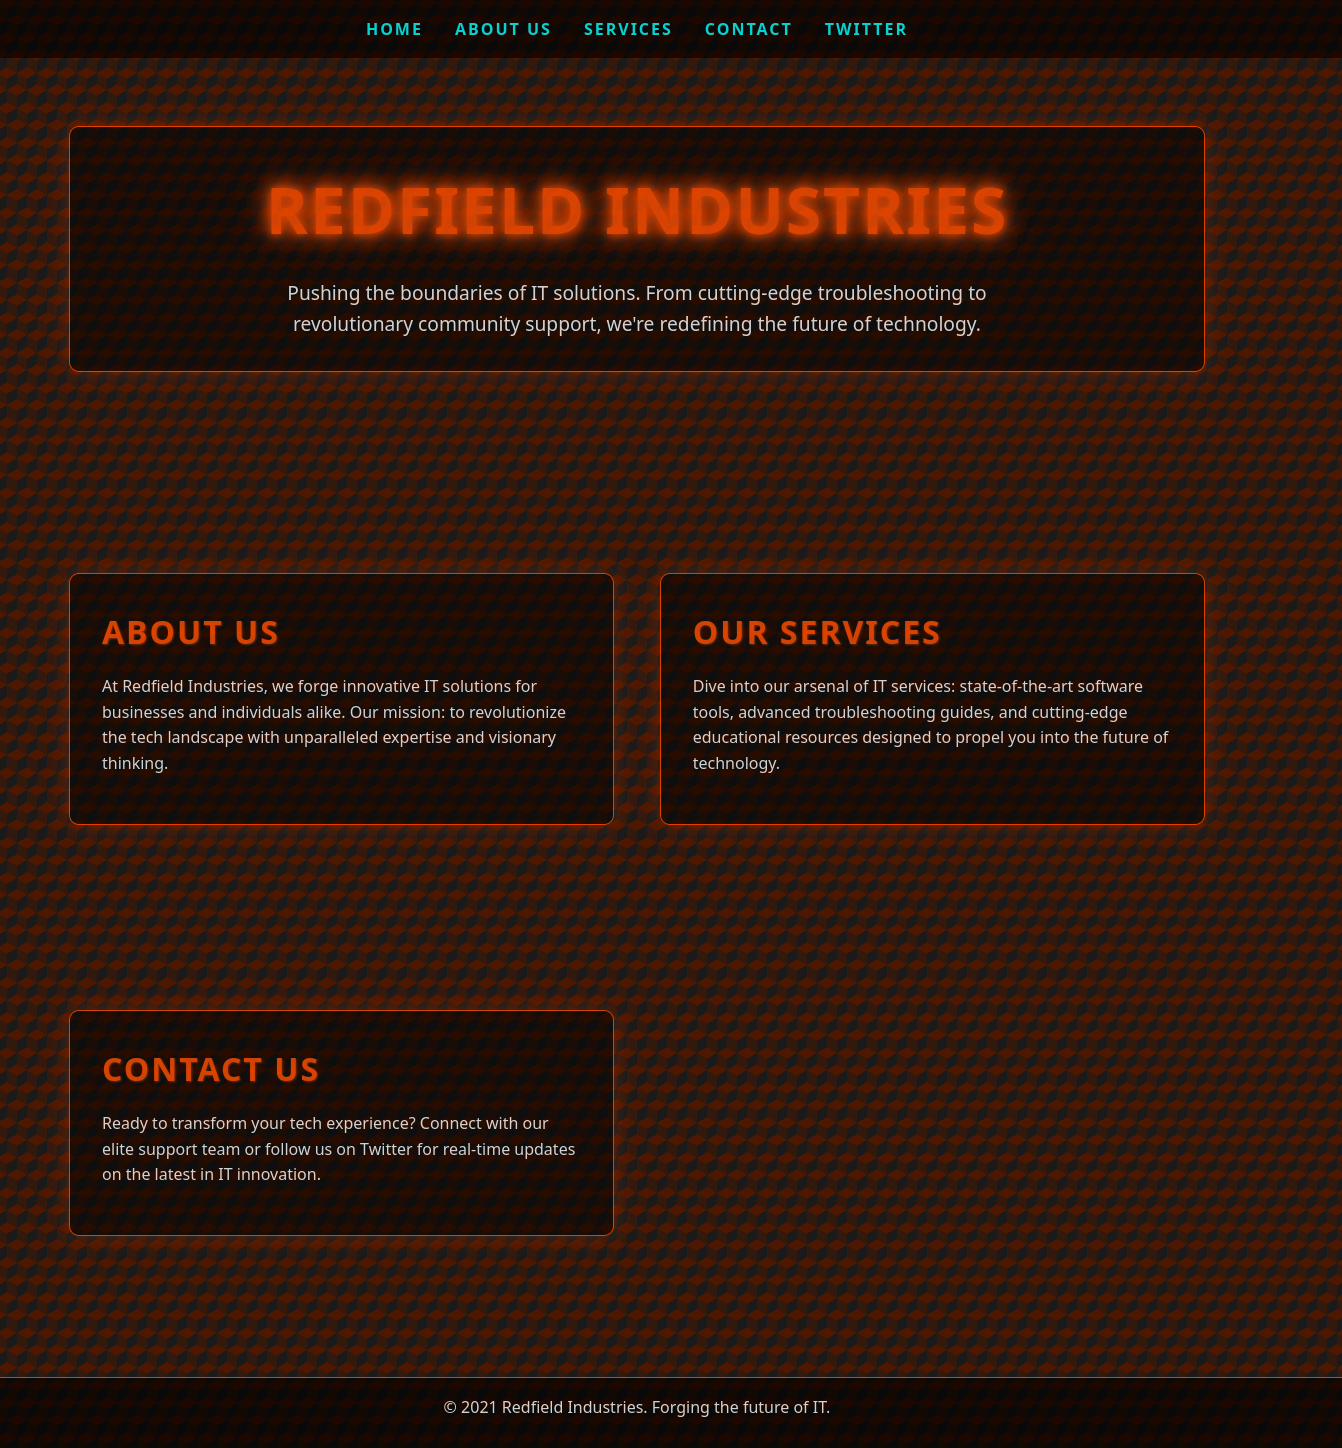 HOME ABOUT US SERVICES CONTACT TWITTER
REDFIELD INDUSTRIES
Pushing the boundaries of IT solutions. From cutting-edge troubleshooting to
revolutionary community support, we're redefining the future of technology.
ABOUT US
At Redfield Industries, we forge innovative IT solutions for
businesses and individuals alike. Our mission: to revolutionize
the tech landscape with unparalleled expertise and visionary
thinking.
OUR SERVICES
Dive into our arsenal of IT services: state-of-the-art software
tools, advanced troubleshooting guides, and cutting-edge
educational resources designed to propel you into the future of
technology.
CONTACT US
Ready to transform your tech experience? Connect with our
elite support team or follow us on Twitter for real-time updates
on the latest in IT innovation.
© 2021 Redfield Industries. Forging the future of IT.